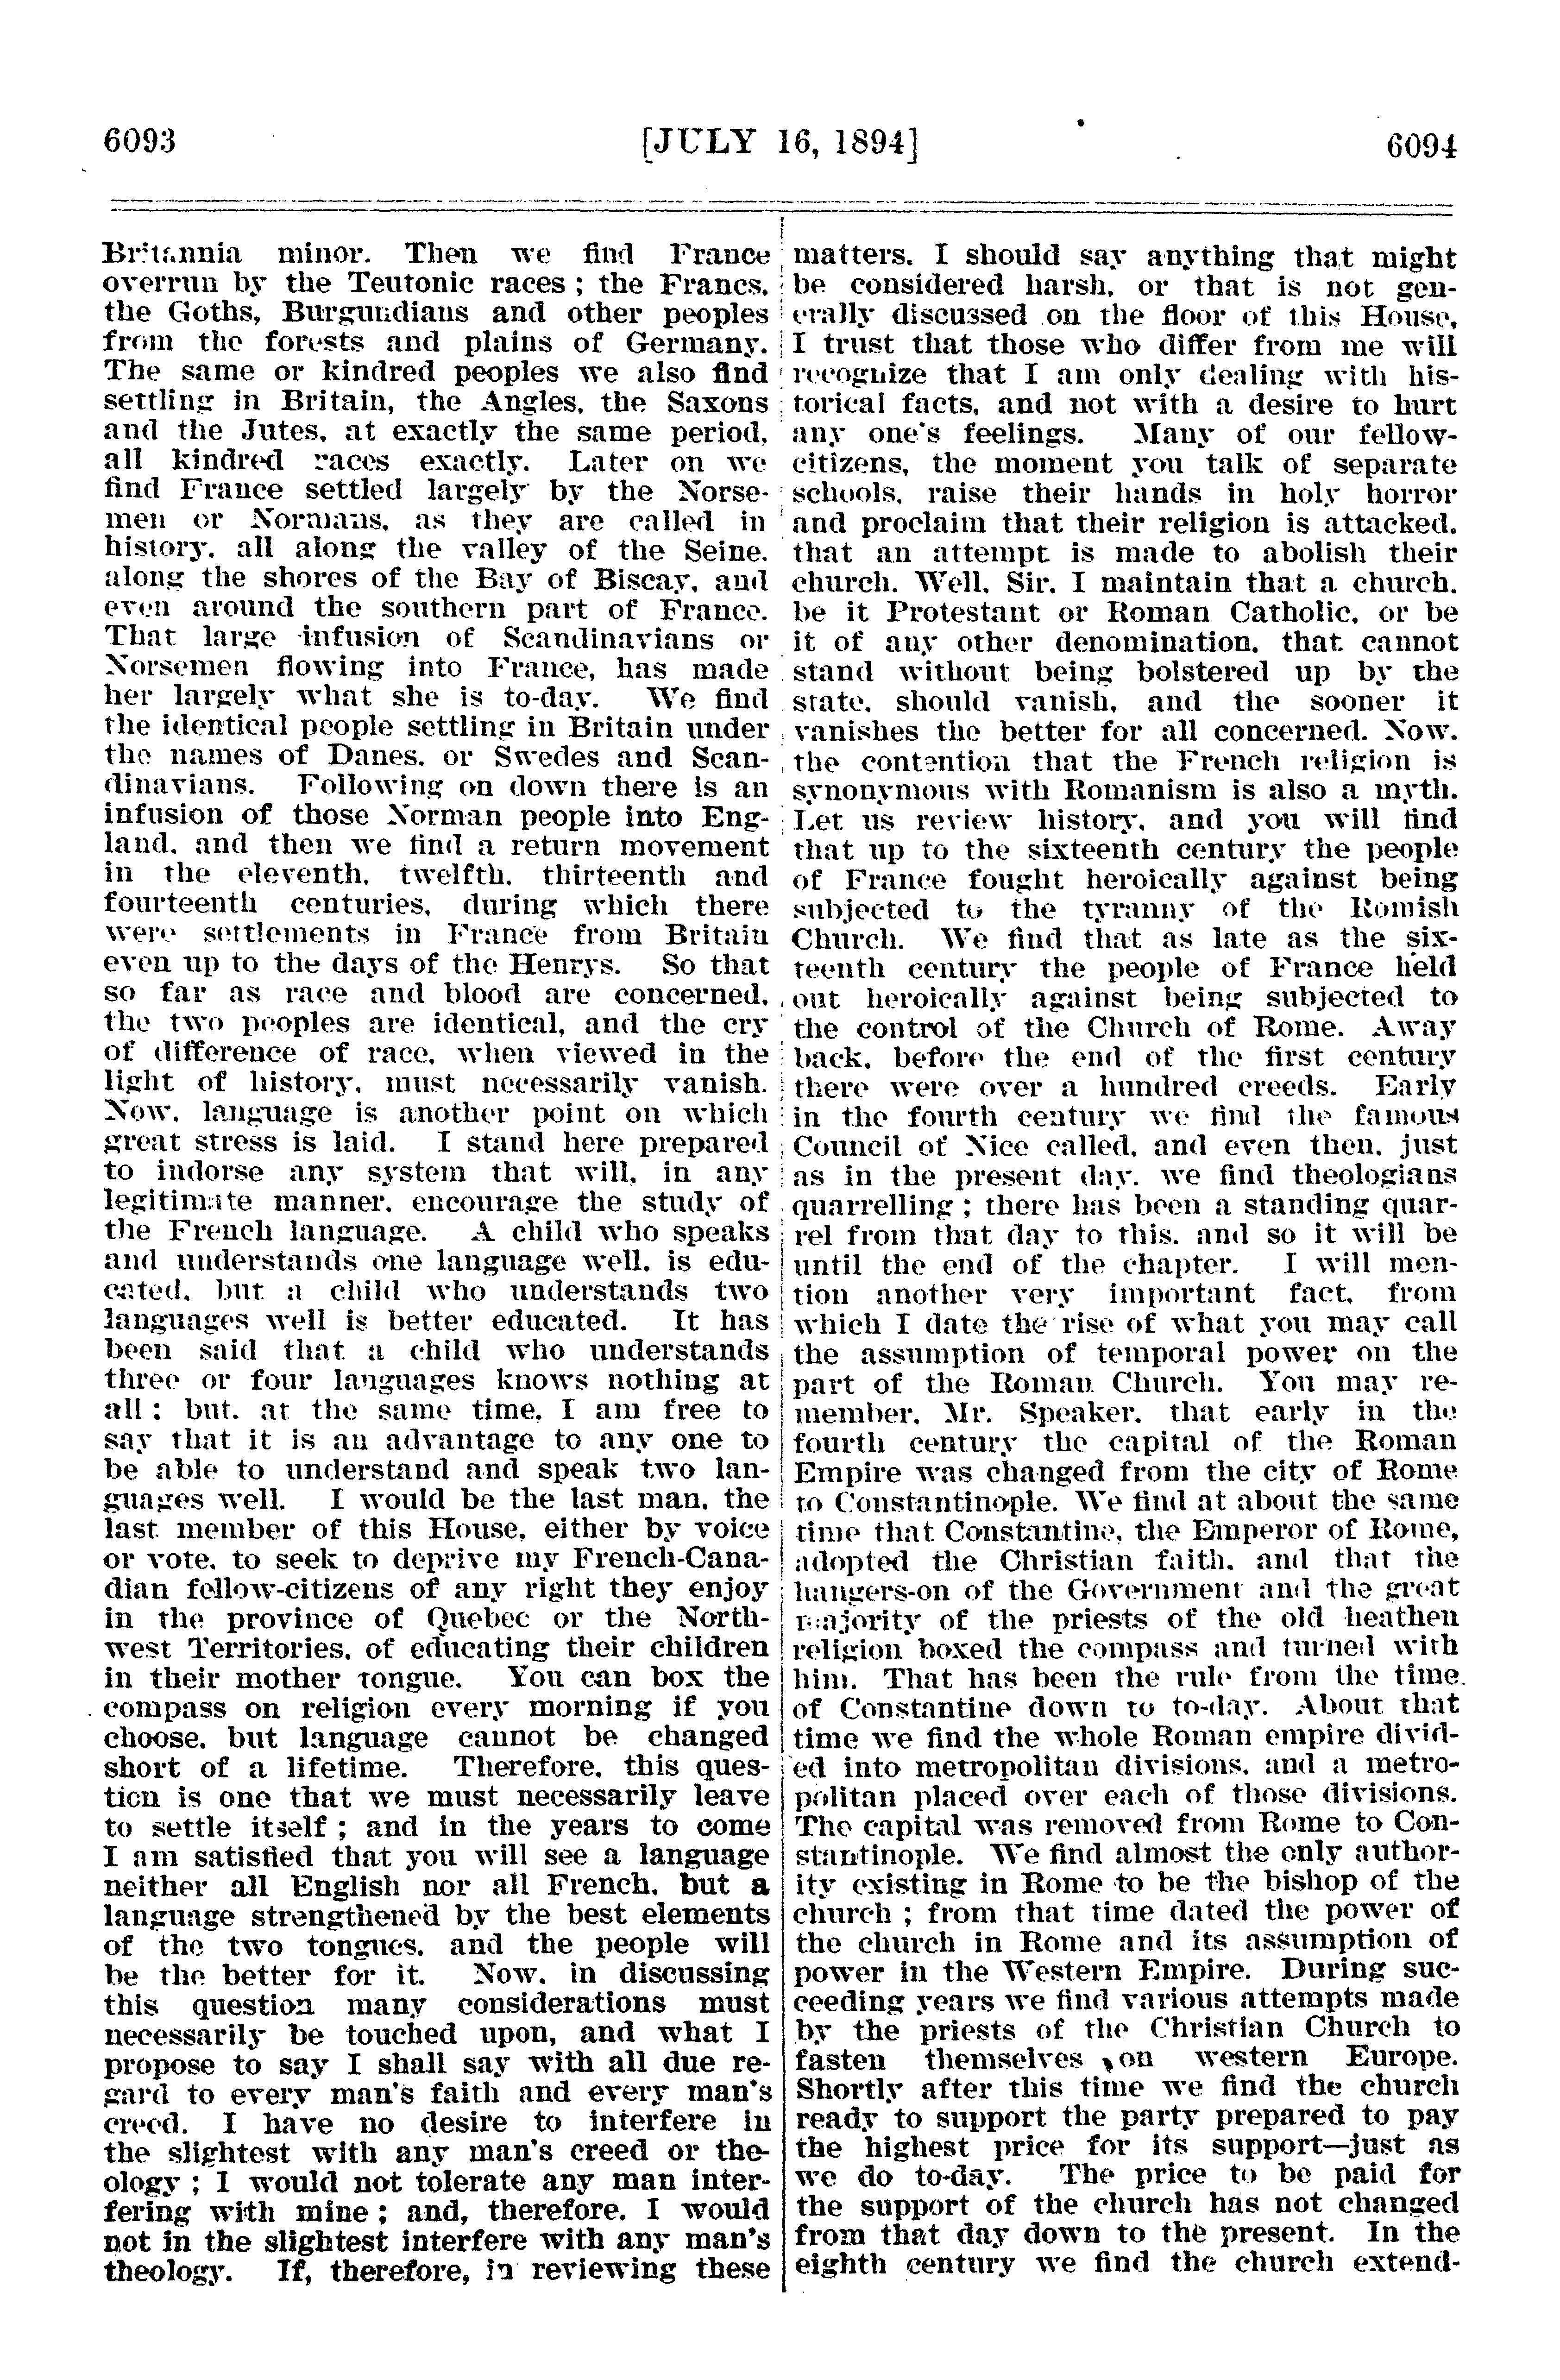 6093 [JULY 16, 1894] 6094
Britannia minor. Then we find France
overrun by the Teutonic races ; the Francs,
the Goths, Burgundians and other peoples
from the forests and plains of Germany.
The same or kindred peoples we also find
settling in Britain, the Angles, the Saxons
and the Jutes, at exactly the same period,
all kindred races exactly. Later on we
find France settled largely by the Norse-
men or Normans, as they are called in
history, all along the valley of the Seine,
along the shores of the Bay of Biscay, and
even around the southern part of France.
That large infusion of Scandinavians or
Norsemen flowing into France, has made
her largely what she is to-day. We find
the identical people settling in Britain under
the names of Danes, or Swedes and Scan-
dinavians. Following on down there is an
infusion of those Norman people into Eng-
land, and then we find a return movement
in the eleventh, twelfth, thirteenth and
fourteenth centuries, during which there
were settlements in France from Britain
even up to the days of the Henrys. So that
so far as race and blood are concerned,
the two peoples are identical, and the cry
of difference of race, when viewed in the
light of history, must necessarily vanish.
Now, language is another point on which
great stress is laid. I stand here prepared
to indorse any system that will, in any
legitimate manner, encourage the study of
the French language. A child who speaks
and understands one language well, is edu-
cated, but a child who understands two
languages well is better educated. It has
been said that a child who understands
three or four languages knows nothing at
all ; but, at the same time, I am free to
say that it is an advantage to any one to
be able to understand and speak two lan-
guages well. I would be the last man, the
last member of this House, either by voice
or vote, to seek to deprive my French-Cana-
dian fellow-citizens of any right they enjoy
in the province of Quebec or the North-
west Territories, of educating their children
in their mother tongue. You can box the
compass on religion every morning if you
choose, but language cannot be changed
short of a lifetime. Therefore, this ques-
tion is one that we must necessarily leave
to settle itself ; and in the years to come
I am satisfied that you will see a language
neither all English nor all French, but a
language strengthened by the best elements
of the two tongues, and the people will
be the better for it. Now, in discussing
this question many considerations must
necessarily be touched upon, and what I
propose to say I shall say with all due re-
gard to every man's faith and every man's
creed. I have no desire to interfere in
the slightest with any man's creed or the-
ology ; I would not tolerate any man inter-
fering with mine ; and, therefore, I would
not in the slightest interfere with any man's
theology. If, therefore, in reviewing these
matters, I should say anything that might
be considered harsh, or that is not gen-
erally discussed on the floor of this House,
I trust that those who differ from me will
recognize that I am only dealing with his-
torical facts, and not with a desire to hurt
any one's feelings. Many of our fellow-
citizens, the moment you talk of separate
schools, raise their hands in holy horror
and proclaim that their religion is attacked,
that an attempt is made to abolish their
church. Well, Sir, I maintain that a church,
be it Protestant or Roman Catholic, or be
it of any other denomination, that cannot
stand without being bolstered up by the
state, should vanish, and the sooner it
vanishes the better for all concerned. Now,
the contention that the French religion is
synonymous with Romanism is also a myth.
Let us review history, and you will find
that up to the sixteenth century the people
of France fought heroically against being
subjected to the tyranny of the Romish
Church. We find that as late as the six-
teenth century the people of France held
out heroically against being subjected to
the control of the Church of Rome. Away
back, before the end of the first century
there were over a hundred creeds. Early
in the fourth century we find the famous
Council of Nice called, and even then, just
as in the present day, we find theologians
quarrelling ; there has been a standing quar-
rel from that day to this, and so it will be
until the end of the chapter. I will men-
tion another very important fact, from
which I date the rise of what you may call
the assumption of temporal power on the
part of the Roman Church. You may re-
member, Mr. Speaker, that early in the
fourth century the capital of the Roman
Empire was changed from the city of Rome
to Constantinople. We find at about the same
time that Constantine, the Emperor of Rome,
adopted the Christian faith, and that the
hangers-on of the Government and the great
majority of the priests of the old heathen
religion boxed the compass and turned with
him. That has been the rule from the time
of Constantine down to to-day. About that
time we find the whole Roman empire divid-
ed into metropolitan divisions, and a metro-
politan placed over each of those divisions.
The capital was removed from Rome to Con-
stantinople. We find almost the only author-
ity existing in Rome to be the bishop of the
church ; from that time dated the power of
the church in Rome and its assumption of
power in the Western Empire. During suc-
ceeding years we find various attempts made
by the priests of the Christian Church to
fasten themselves on western Europe.
Shortly after this time we find the church
ready to support the party prepared to pay
the highest price for its support—just as
we do to-day. The price to be paid for
the support of the church has not changed
from that day down to the present. In the
eighth century we find the church extend-